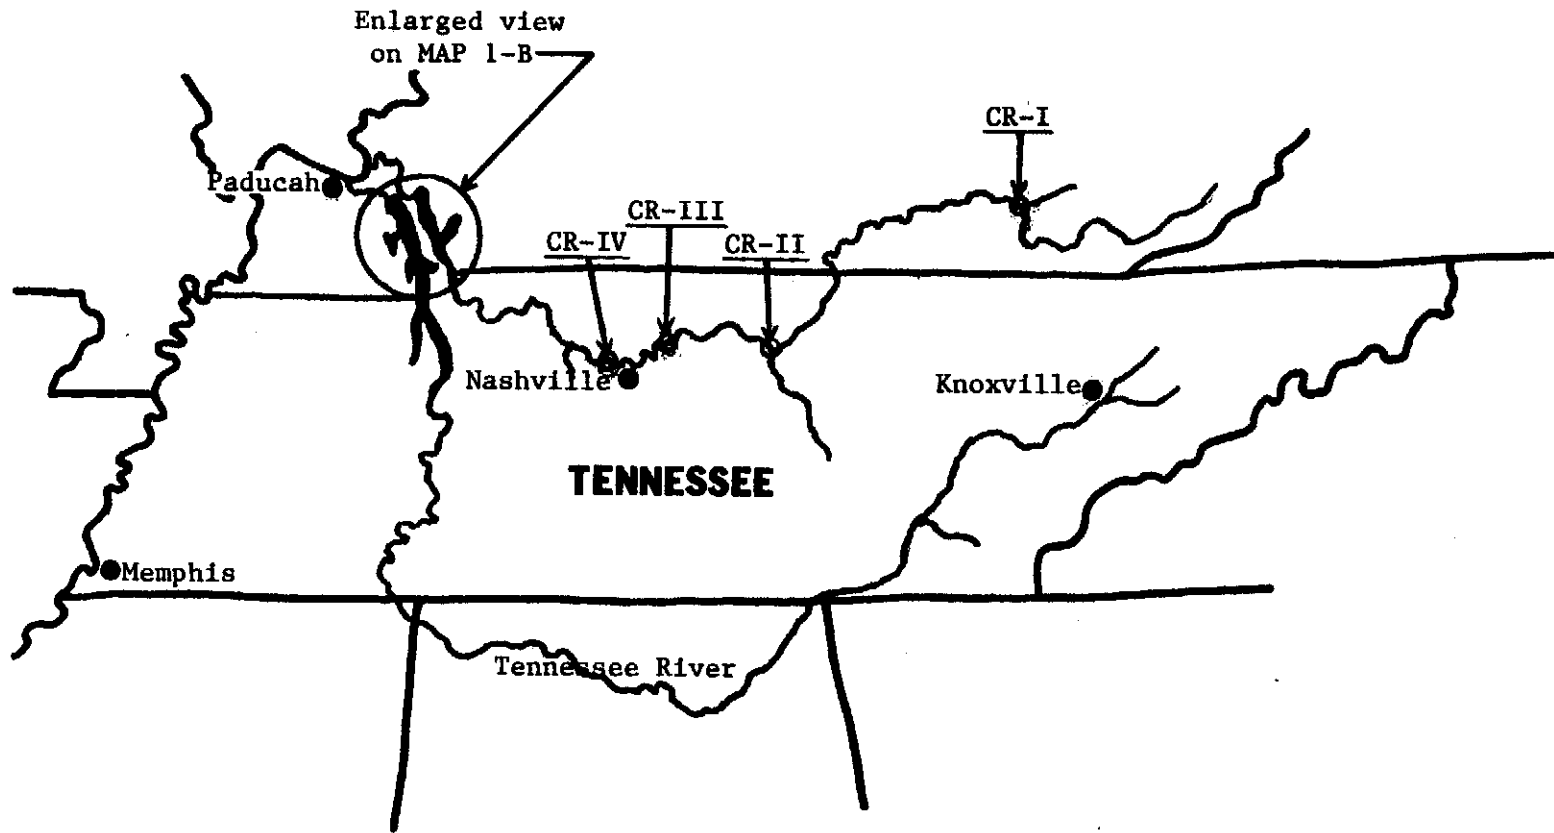 Enlarged view
on MAP 1-B
CR-I
Paducah
CR-III
CR-IV
CR-II
Nashville
Knoxville
TENNESSEE
Memphis
Tennessee River